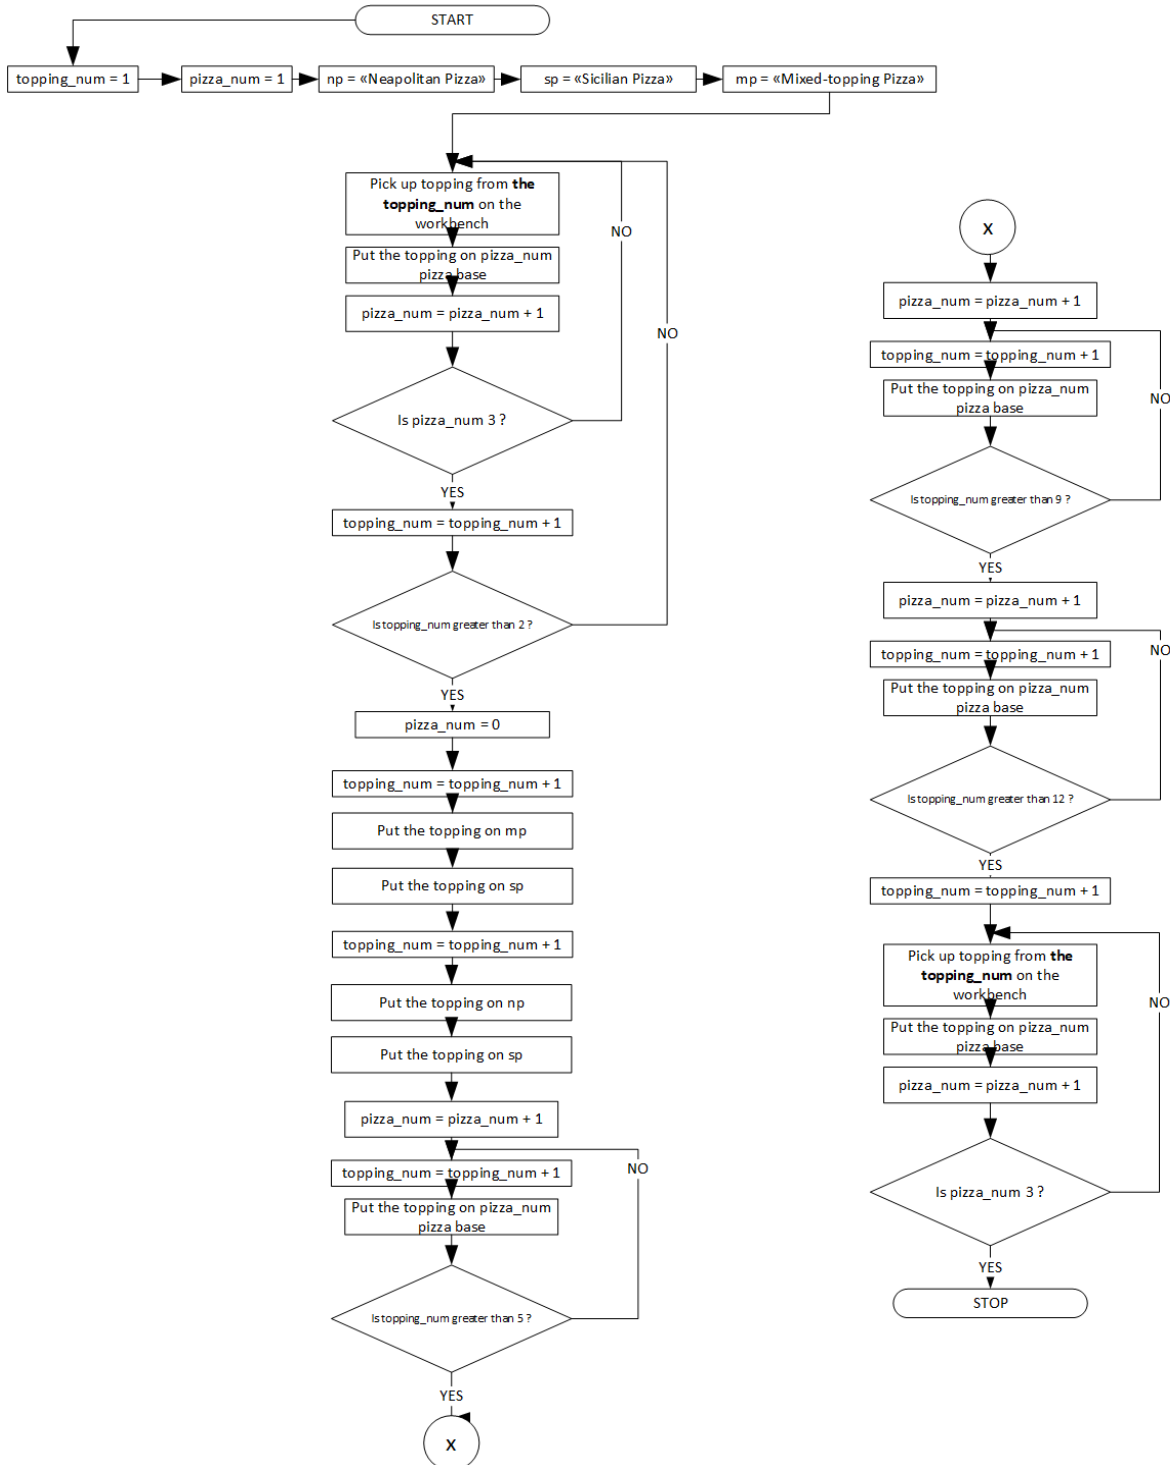 START
topping_num = 1
pizza_num = 1
np = «Neapolitan Pizza»
sp = «Sicilian Pizza»
mp = «Mixed-topping Pizza»
Pick up topping from the
topping_num on the
workbench
NO
Put the topping on pizza_num
pizza base
pizza_num = pizza_num + 1
NO
Is pizza_num 3 ?
YES
topping_num = topping_num + 1
Is topping_num greater than 2 ?
YES
pizza_num = 0
topping_num = topping_num + 1
Put the topping on mp
Put the topping on sp
topping_num = topping_num + 1
Put the topping on np
Put the topping on sp
pizza_num = pizza_num + 1
NO
topping_num = topping_num + 1
Put the topping on pizza_num
pizza base
Is topping_num greater than 5 ?
YES
X
X
pizza_num = pizza_num + 1
topping_num = topping_num + 1
Put the topping on pizza_num
pizza base
NO
Is topping_num greater than 9 ?
YES
pizza_num = pizza_num + 1
topping_num = topping_num + 1
NO
Put the topping on pizza_num
pizza base
Is topping_num greater than 12 ?
YES
topping_num = topping_num + 1
Pick up topping from the
topping_num on the
workbench
NO
Put the topping on pizza_num
pizza base
pizza_num = pizza_num + 1
Is pizza_num 3 ?
YES
STOP